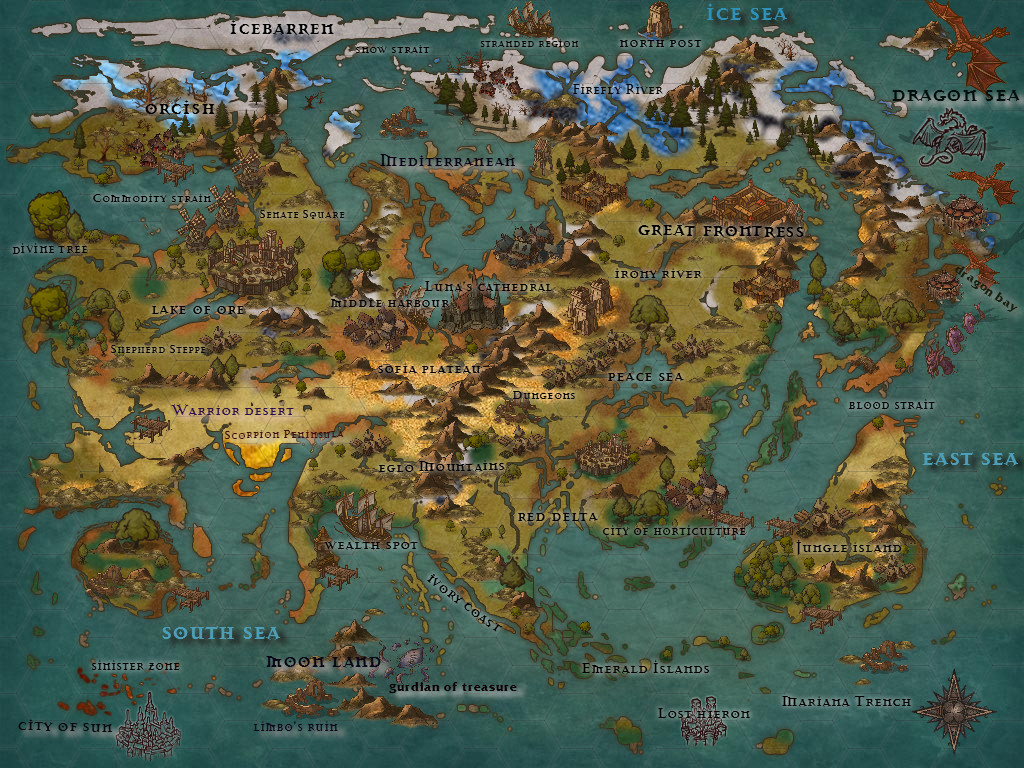 ICE SEA
ICEBARREN
STRANDED REGION
NORTH POST
SNOW STRAIT
FIREFLY RIVER
DRAGON SEA
ORCISH
MEDITERRANEAN
COMMODITY STRAIN
SENATE SQUARE
GREAT FRONTRESS
DIVINE TREE
IRONY RIVER
dragon bay
LUNA'S CATHEDRAL
MIDDLE HARBOUR
LAKE OF ORE
SHEPHERD STEPPE
SOFIA PLATEAU
PEACE SEA
DUNGEONS
BLOOD STRAIT
WARRIOR DESERT
SCORPION PENINSULA
EAST SEA
EGLO MOUNTAINS
RED DELTA
CITY OF HORTICULTURE
WEALTH SPOT
JUNGLE ISLAND
IVORY COAST
SOUTH SEA
SINISTER ZONE
MOON LAND
EMERALD ISLANDS
gurdian of treasure
MARIANA TRENCH
LOST HIERON
CITY OF SUN
LIMBO'S RUIN